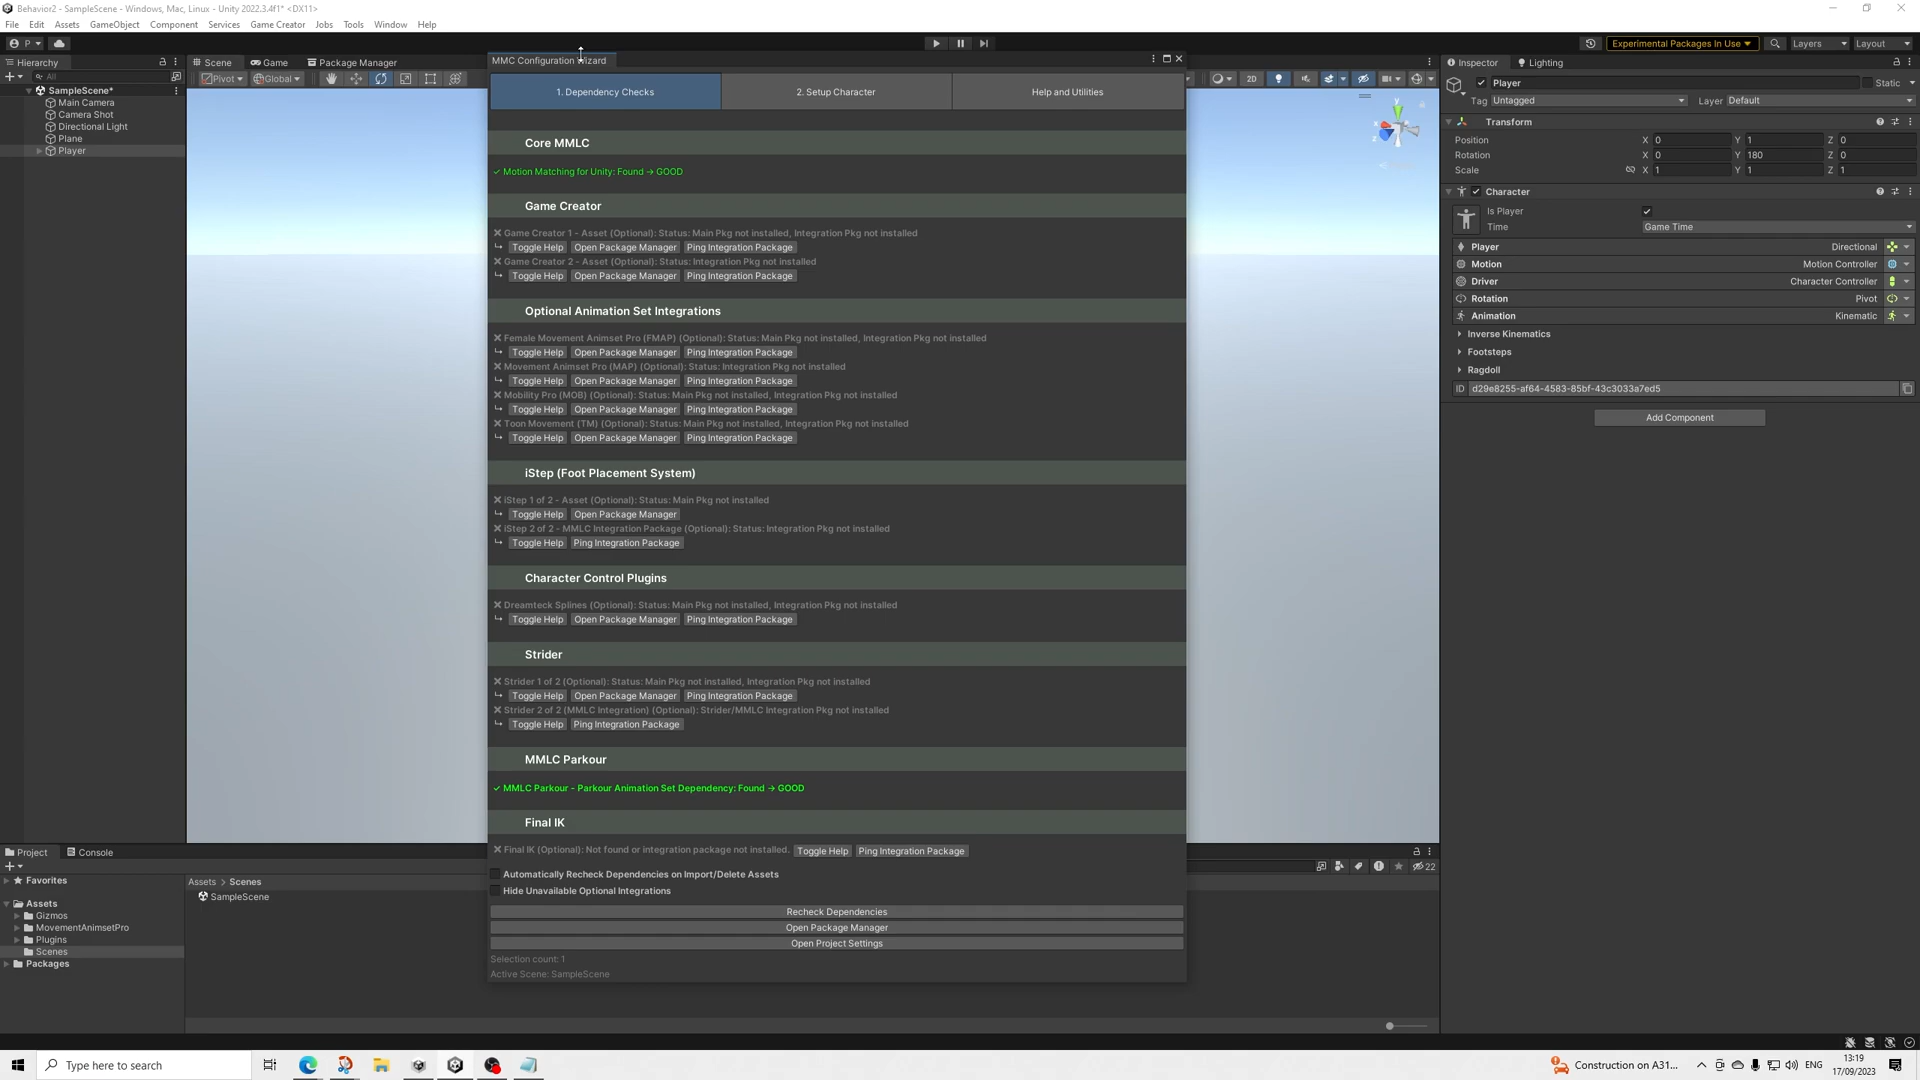 Behavior2 - SampleScene - Windows, Mac, Linux - Unity 2022.3.4f1* <DX11>
File Edit Assets GameObject Component Services Game Creator Jobs Tools Window Help
P
Experimental Packages In Use
Layers
Layout
Hierarchy
All
SampleScene*
Main Camera
Camera Shot
Directional Light
Plane
Player
Scene
Game
Package Manager
Pivot
Global
2D
MMC Configuration Wizard
1. Dependency Checks
2. Setup Character
Help and Utilities
Core MMLC
✓ Motion Matching for Unity: Found → GOOD
Game Creator
✕ Game Creator 1 - Asset (Optional): Status: Main Pkg not installed, Integration Pkg not installed
Toggle Help Open Package Manager Ping Integration Package
✕ Game Creator 2 - Asset (Optional): Status: Integration Pkg not installed
Toggle Help Open Package Manager Ping Integration Package
Optional Animation Set Integrations
✕ Female Movement Animset Pro (FMAP) (Optional): Status: Main Pkg not installed, Integration Pkg not installed
Toggle Help Open Package Manager Ping Integration Package
✕ Movement Animset Pro (MAP) (Optional): Status: Integration Pkg not installed
Toggle Help Open Package Manager Ping Integration Package
✕ Mobility Pro (MOB) (Optional): Status: Main Pkg not installed, Integration Pkg not installed
Toggle Help Open Package Manager Ping Integration Package
✕ Toon Movement (TM) (Optional): Status: Main Pkg not installed, Integration Pkg not installed
Toggle Help Open Package Manager Ping Integration Package
iStep (Foot Placement System)
✕ iStep 1 of 2 - Asset (Optional): Status: Main Pkg not installed
Toggle Help Open Package Manager
✕ iStep 2 of 2 - MMLC Integration Package (Optional): Status: Integration Pkg not installed
Toggle Help Ping Integration Package
Character Control Plugins
✕ Dreamteck Splines (Optional): Status: Main Pkg not installed, Integration Pkg not installed
Toggle Help Open Package Manager Ping Integration Package
Strider
✕ Strider 1 of 2 (Optional): Status: Main Pkg not installed, Integration Pkg not installed
Toggle Help Open Package Manager Ping Integration Package
✕ Strider 2 of 2 (MMLC Integration) (Optional): Strider/MMLC Integration Pkg not installed
Toggle Help Ping Integration Package
MMLC Parkour
✓ MMLC Parkour - Parkour Animation Set Dependency: Found → GOOD
Final IK
✕ Final IK (Optional): Not found or integration package not installed. Toggle Help Ping Integration Package
Automatically Recheck Dependencies on Import/Delete Assets
Hide Unavailable Optional Integrations
Recheck Dependencies
Open Package Manager
Open Project Settings
Selection count: 1
Active Scene: SampleScene
Inspector
Lighting
Player
Static
Tag Untagged
Layer Default
Transform
Position X 0 Y 1 Z 0
Rotation X 0 Y 180 Z 0
Scale X 1 Y 1 Z 1
Character
Is Player
Time Game Time
Player Directional
Motion Motion Controller
Driver Character Controller
Rotation Pivot
Animation Kinematic
Inverse Kinematics
Footsteps
Ragdoll
ID d29e8255-af64-4583-85bf-43c3033a7ed5
Add Component
Project
Console
22
Favorites
Assets
Gizmos
MovementAnimsetPro
Plugins
Scenes
Packages
Assets > Scenes
SampleScene
Type here to search
Construction on A31...
ENG
13:19
17/09/2023